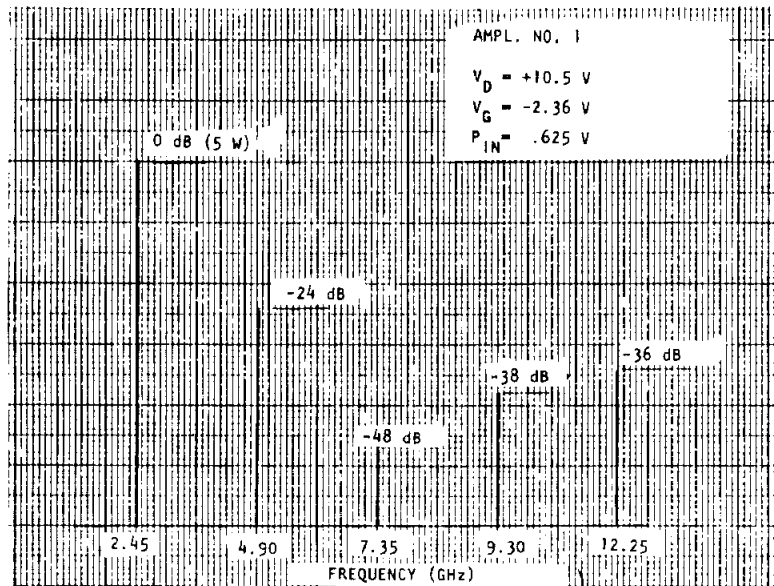 AMPL. NO. 1
V_D = +10.5 V
V_G = -2.36 V
P_IN = .625 V
0 dB (5 W)
-24 dB
-36 dB
-38 dB
-48 dB
2.45 4.90 7.35 9.30 12.25
FREQUENCY (GHz)